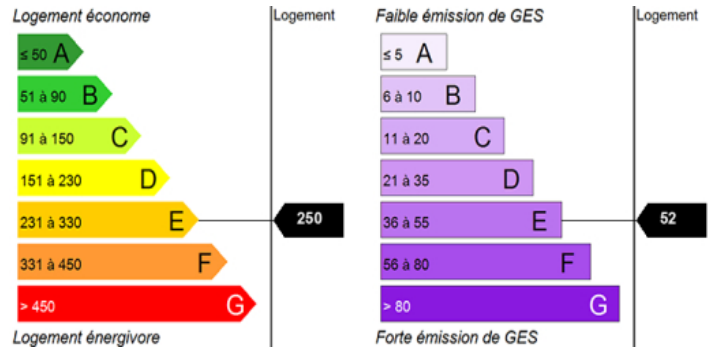 Logement économe
Logement
≤ 50 A
51 à 90 B
91 à 150 C
151 à 230 D
231 à 330 E
250
331 à 450 F
> 450 G
Logement énergivore
Faible émission de GES
Logement
≤ 5 A
6 à 10 B
11 à 20 C
21 à 35 D
36 à 55 E
52
56 à 80 F
> 80 G
Forte émission de GES